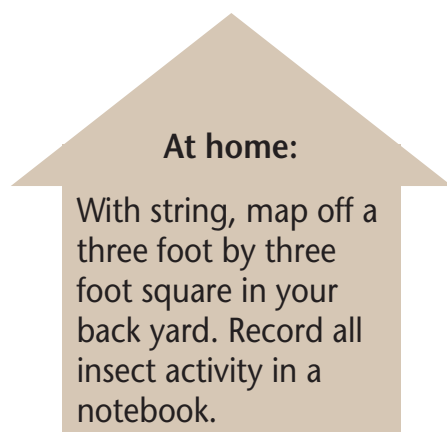 At home:
With string, map off a
three foot by three
foot square in your
back yard. Record all
insect activity in a
notebook.